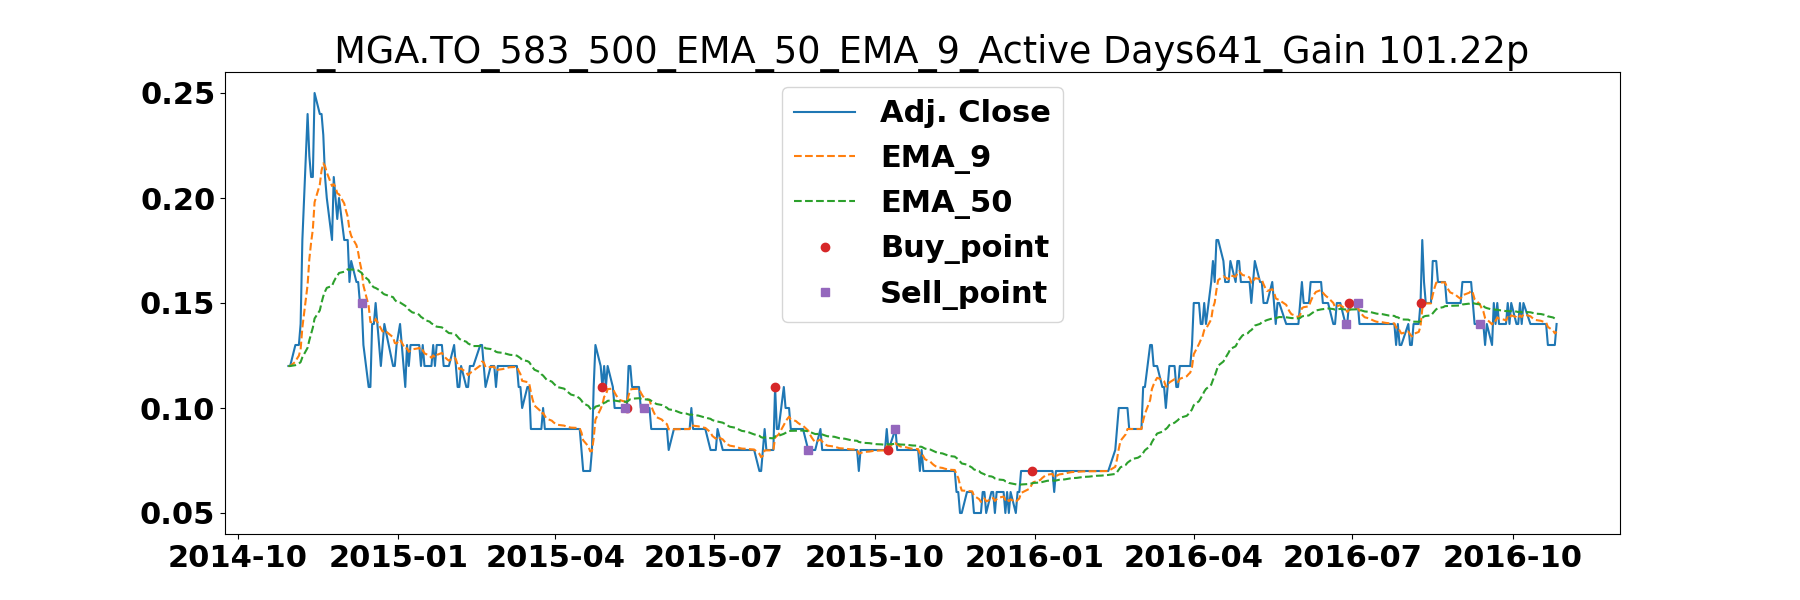 _MGA.TO_583_500_EMA_50_EMA_9_Active Days641_Gain 101.22p
0.25
0.20
0.15
0.10
0.05
Adj. Close
EMA_9
EMA_50
Buy_point
Sell_point
2014-10 2015-01 2015-04 2015-07 2015-10 2016-01 2016-04 2016-07 2016-10